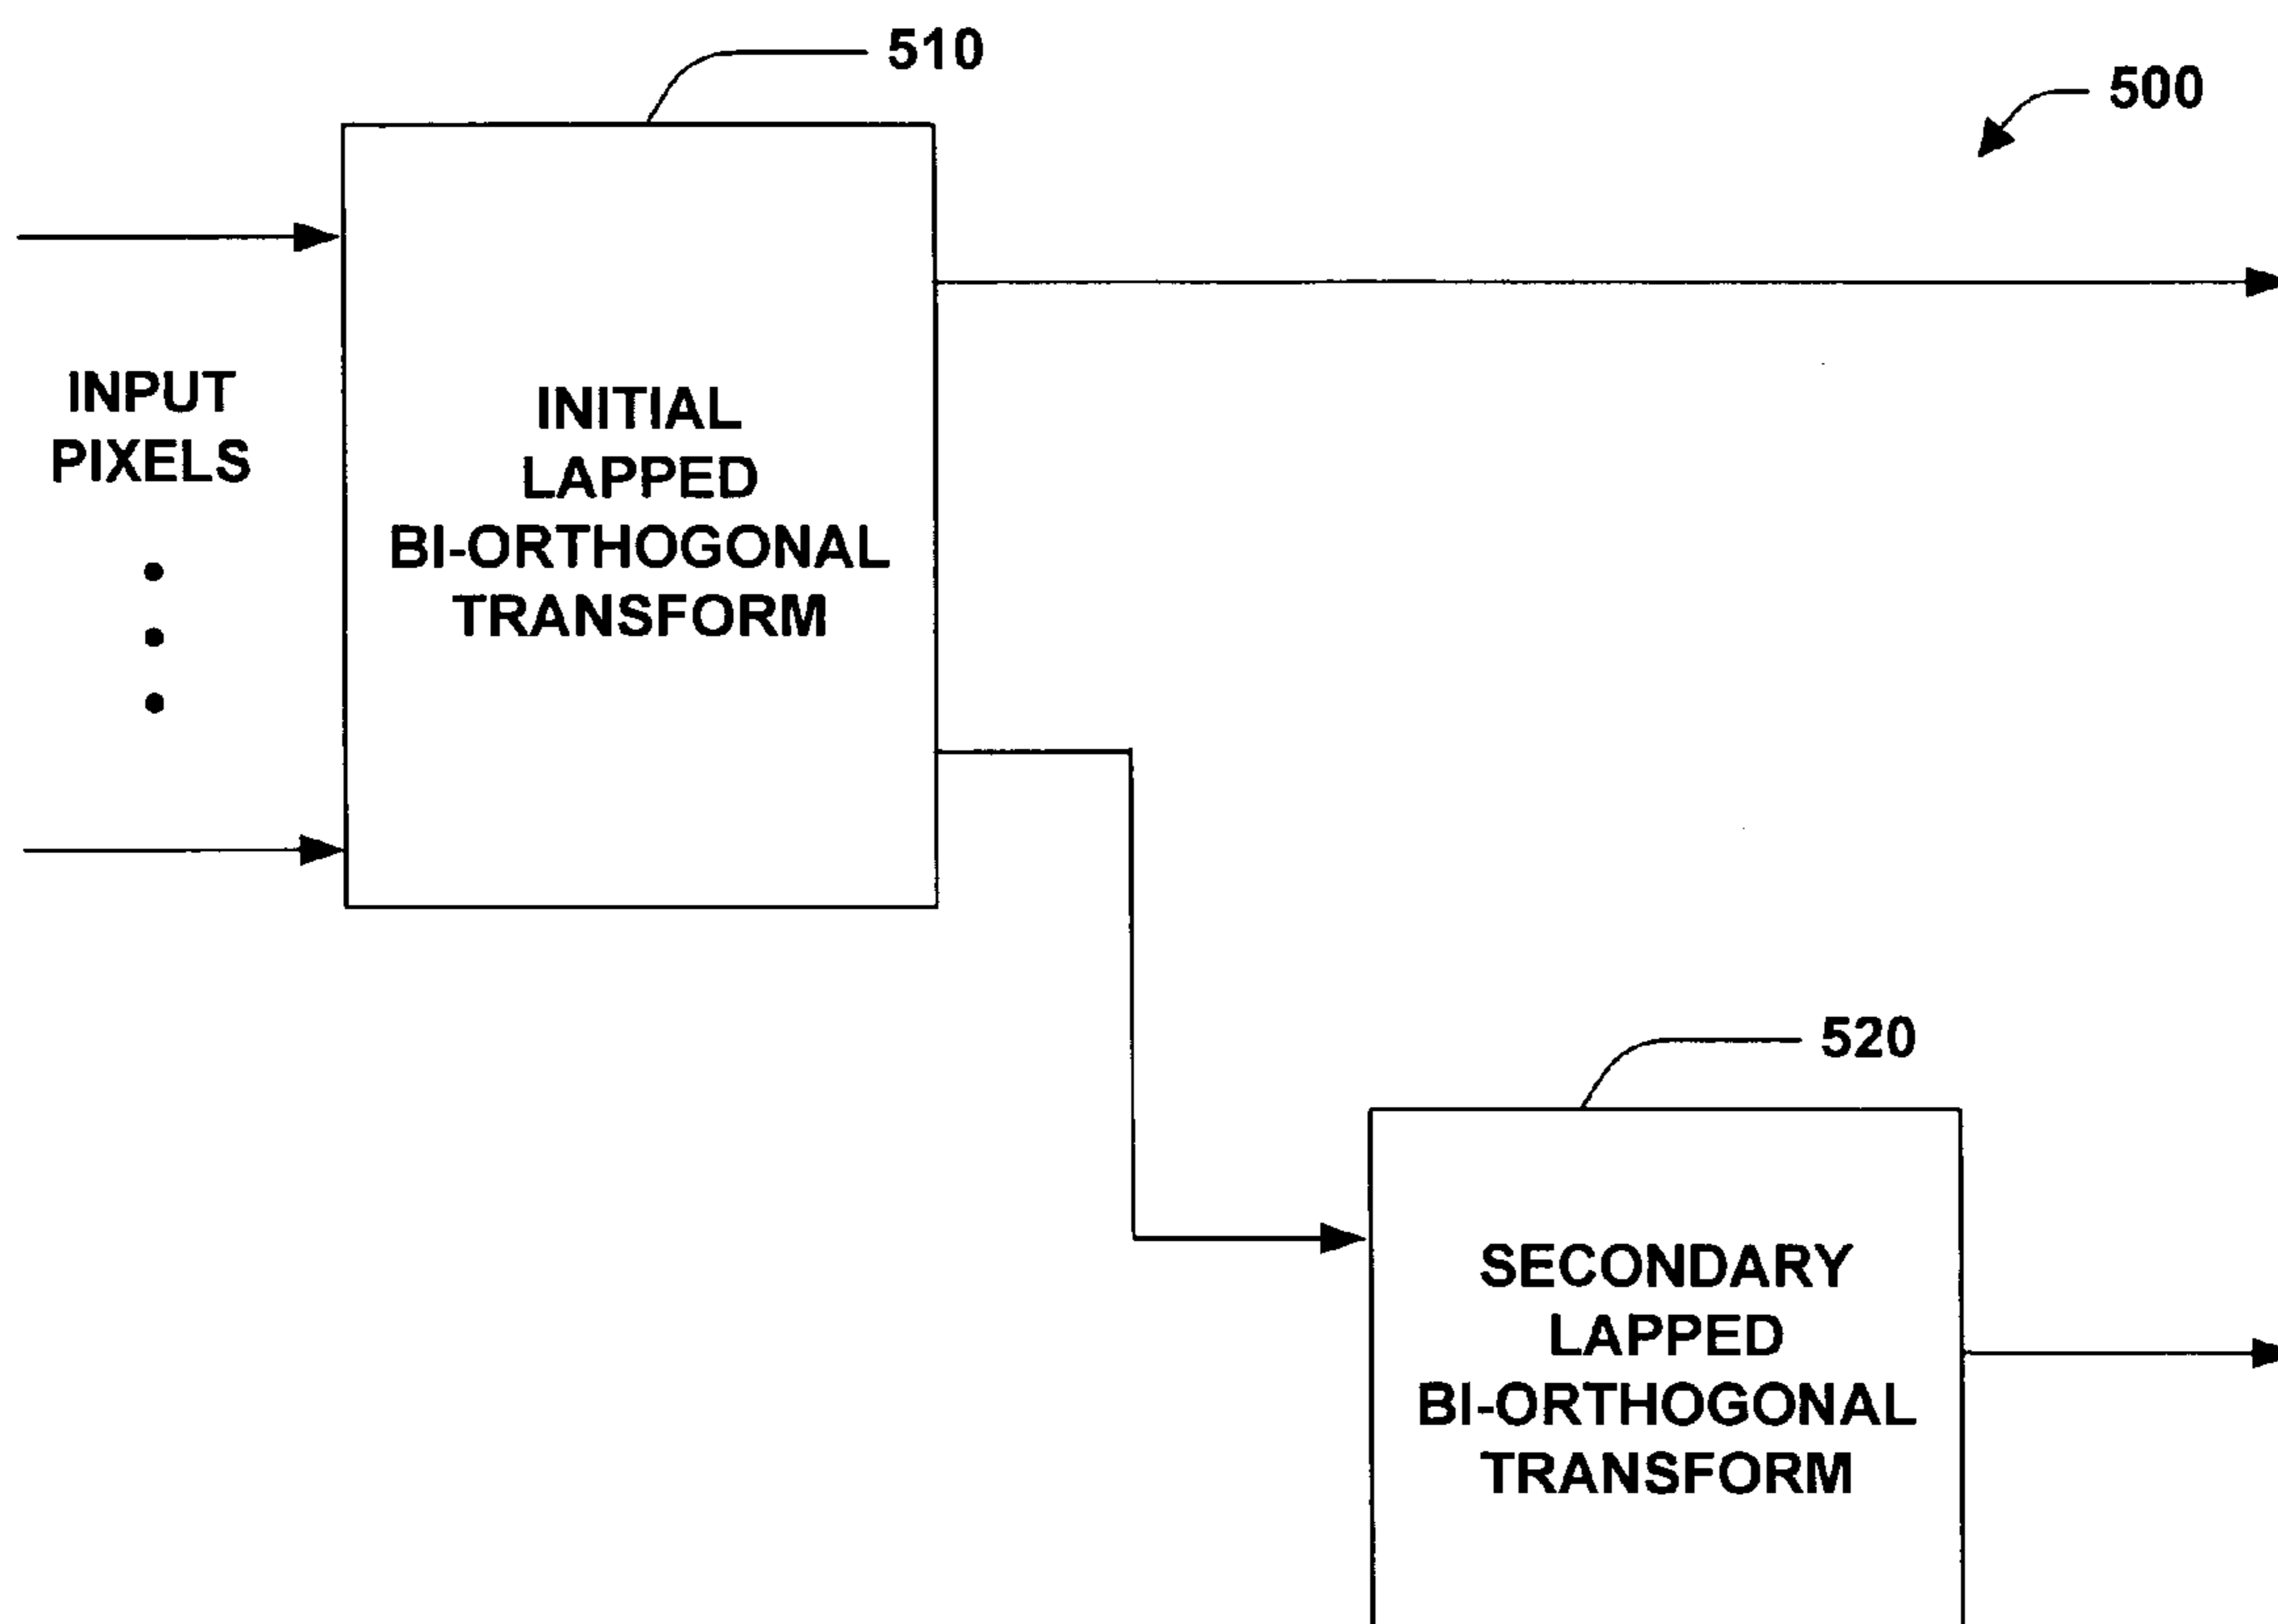 510
500
INPUT
PIXELS
INITIAL
LAPPED
BI-ORTHOGONAL
TRANSFORM
520
SECONDARY
LAPPED
BI-ORTHOGONAL
TRANSFORM